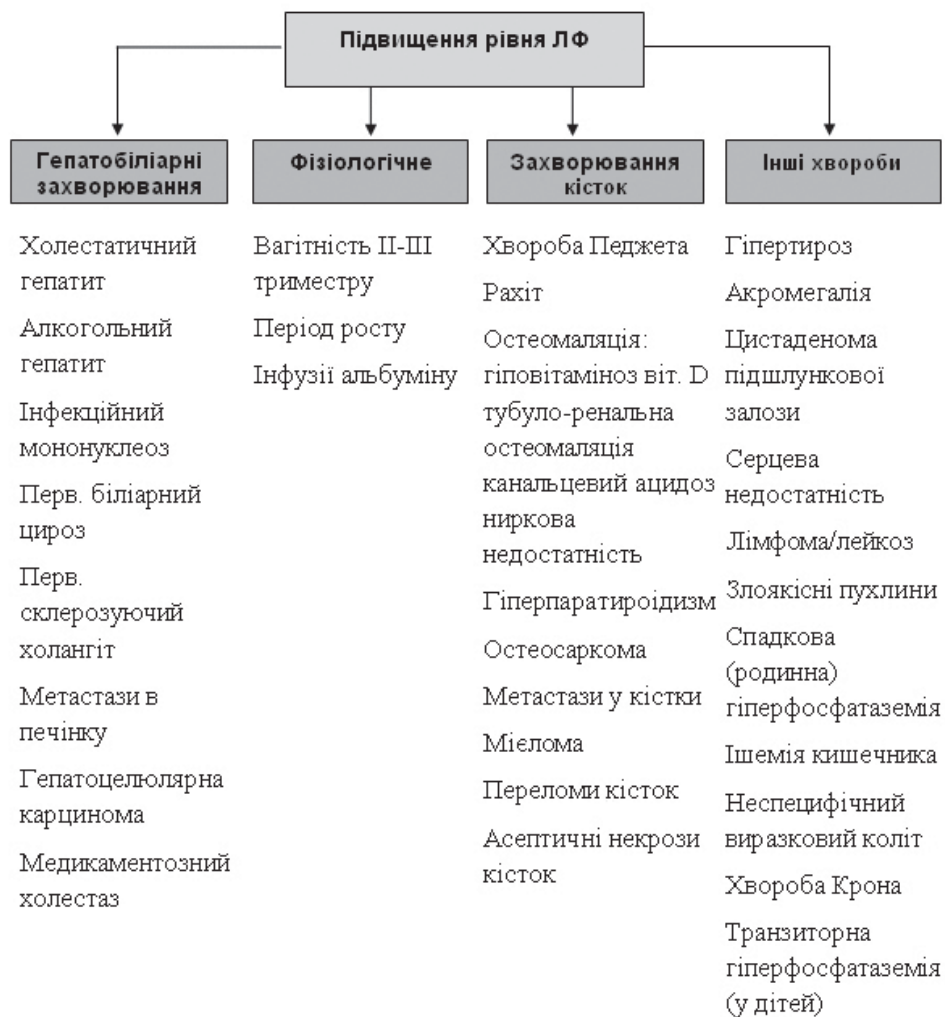 Підвищення рівня ЛФ
Гепатобіліарні
захворювання
Холестатичний
гепатит
Алкогольний
гепатит
Інфекційний
мононуклеоз
Перв. біліарний
цироз
Перв.
склерозуючий
холангіт
Метастази в
печінку
Гепатоцелюлярна
карцинома
Медикаментозний
холестаз
Фізіологічне
Вагітність II-III
триместру
Період росту
Інфузії альбуміну
Захворювання
кісток
Хвороба Педжета
Рахіт
Остеомаляція:
гіповітаміноз віт. D
тубуло-ренальна
остеомаляція
канальцевий ацидоз
ниркова
недостатність
Гіперпаратироідизм
Остеосаркома
Метастази у кістки
Мієлома
Переломи кісток
Асептичні некрози
кісток
Інші хвороби
Гіпертироз
Акромегалія
Цистаденома
підшлункової
залози
Серцева
недостатність
Лімфома/лейкоз
Злоякісні пухлини
Спадкова
(родинна)
гіперфосфатаземія
Ішемія кишечника
Неспецифічний
виразковий коліт
Хвороба Крона
Транзиторна
гіперфосфатаземія
(у дітей)